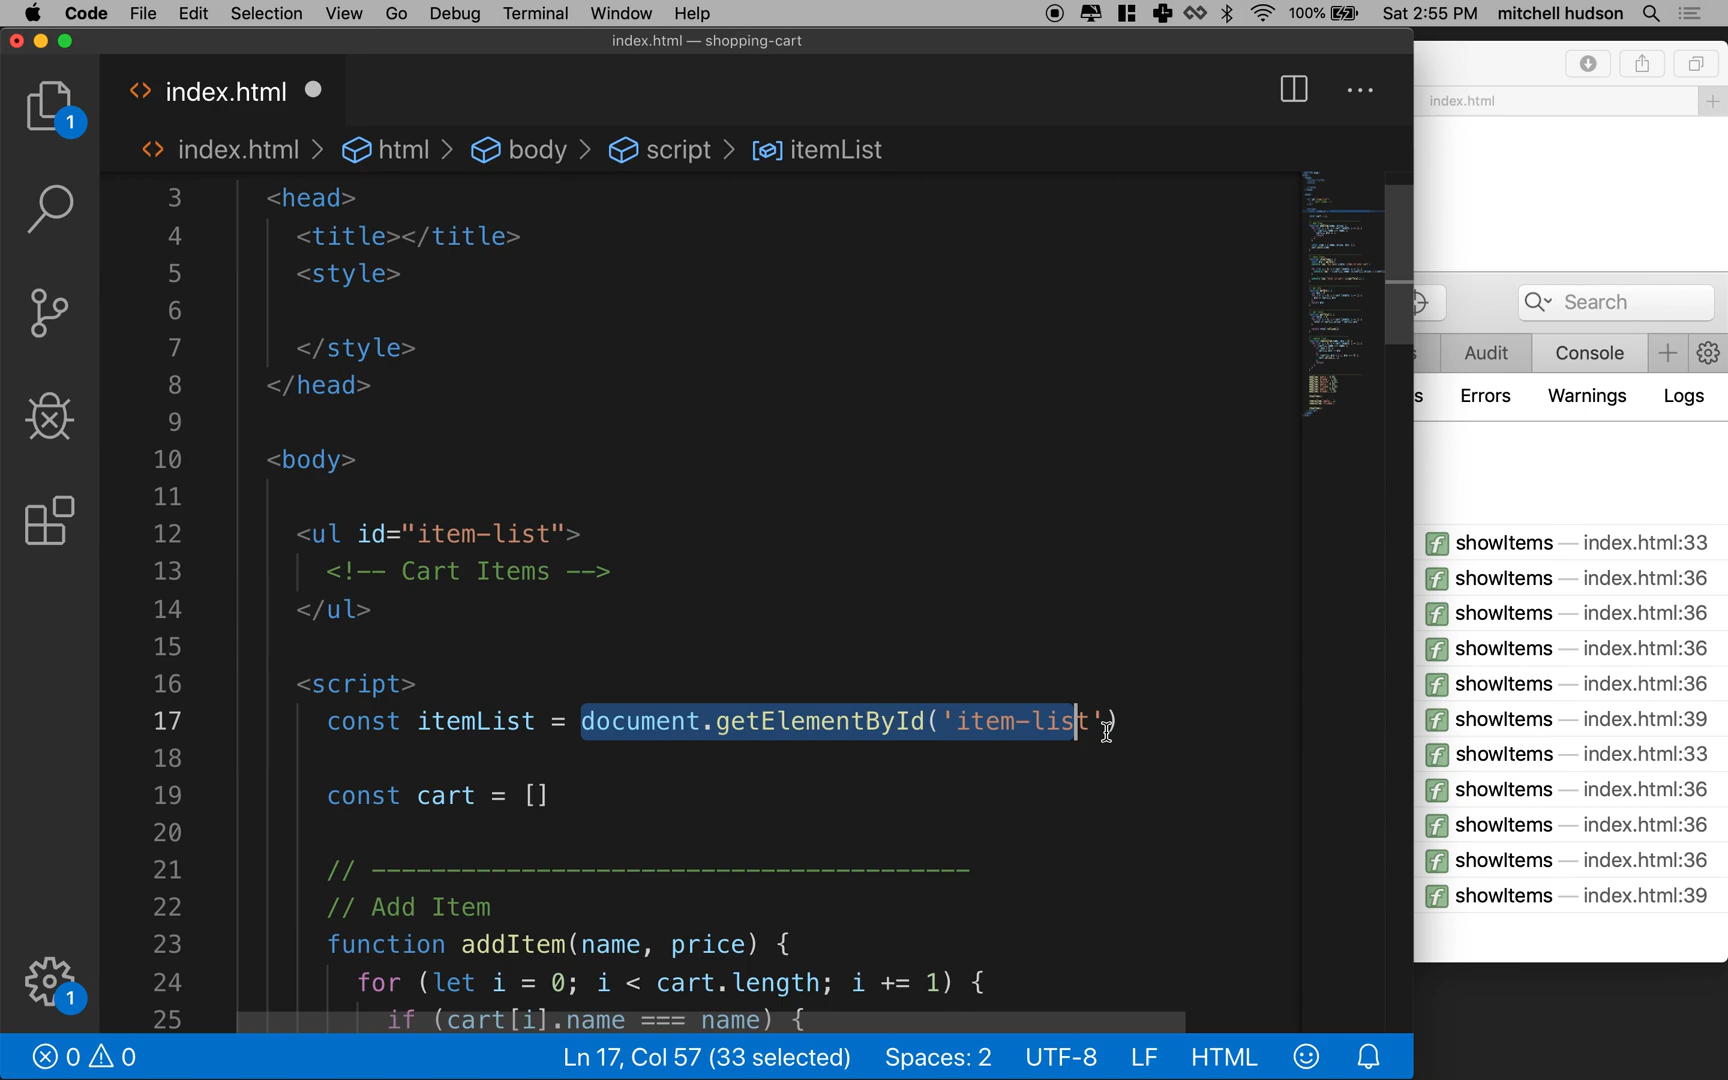 Code File Edit Selection View Go Debug Terminal Window Help 100% Sat 2:55 PM mitchell hudson
index.html — shopping-cart
index.html
index.html > html > body > script > itemList
3 <head>
4 <title></title>
5 <style>
6
7 </style>
8 </head>
9
10 <body>
11
12 <ul id="item-list">
13 <!-- Cart Items -->
14 </ul>
15
16 <script>
17 const itemList = document.getElementById('item-list')
18
19 const cart = []
20
21 // ----------------------------------------
22 // Add Item
23 function addItem(name, price) {
24 for (let i = 0; i < cart.length; i += 1) {
25 if (cart[i].name === name) {
1
1
0 0 Ln 17, Col 57 (33 selected) Spaces: 2 UTF-8 LF HTML
index.html
Search
s Audit Console
s Errors Warnings Logs
f showItems — index.html:33
f showItems — index.html:36
f showItems — index.html:36
f showItems — index.html:36
f showItems — index.html:36
f showItems — index.html:39
f showItems — index.html:33
f showItems — index.html:36
f showItems — index.html:36
f showItems — index.html:36
f showItems — index.html:39